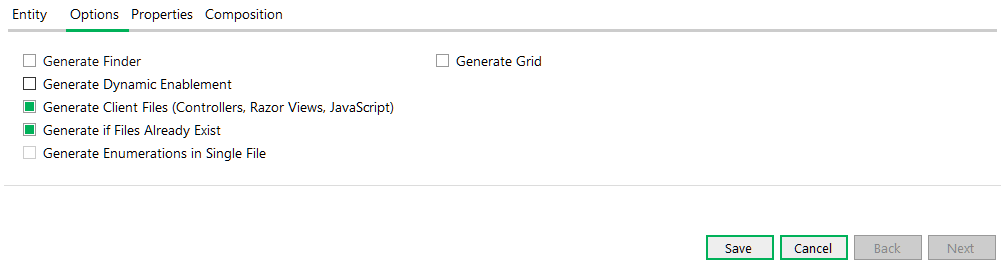 Entity Options Properties Composition
Generate Finder Generate Grid
Generate Dynamic Enablement
Generate Client Files (Controllers, Razor Views, JavaScript)
Generate if Files Already Exist
Generate Enumerations in Single File
Save Cancel Back Next